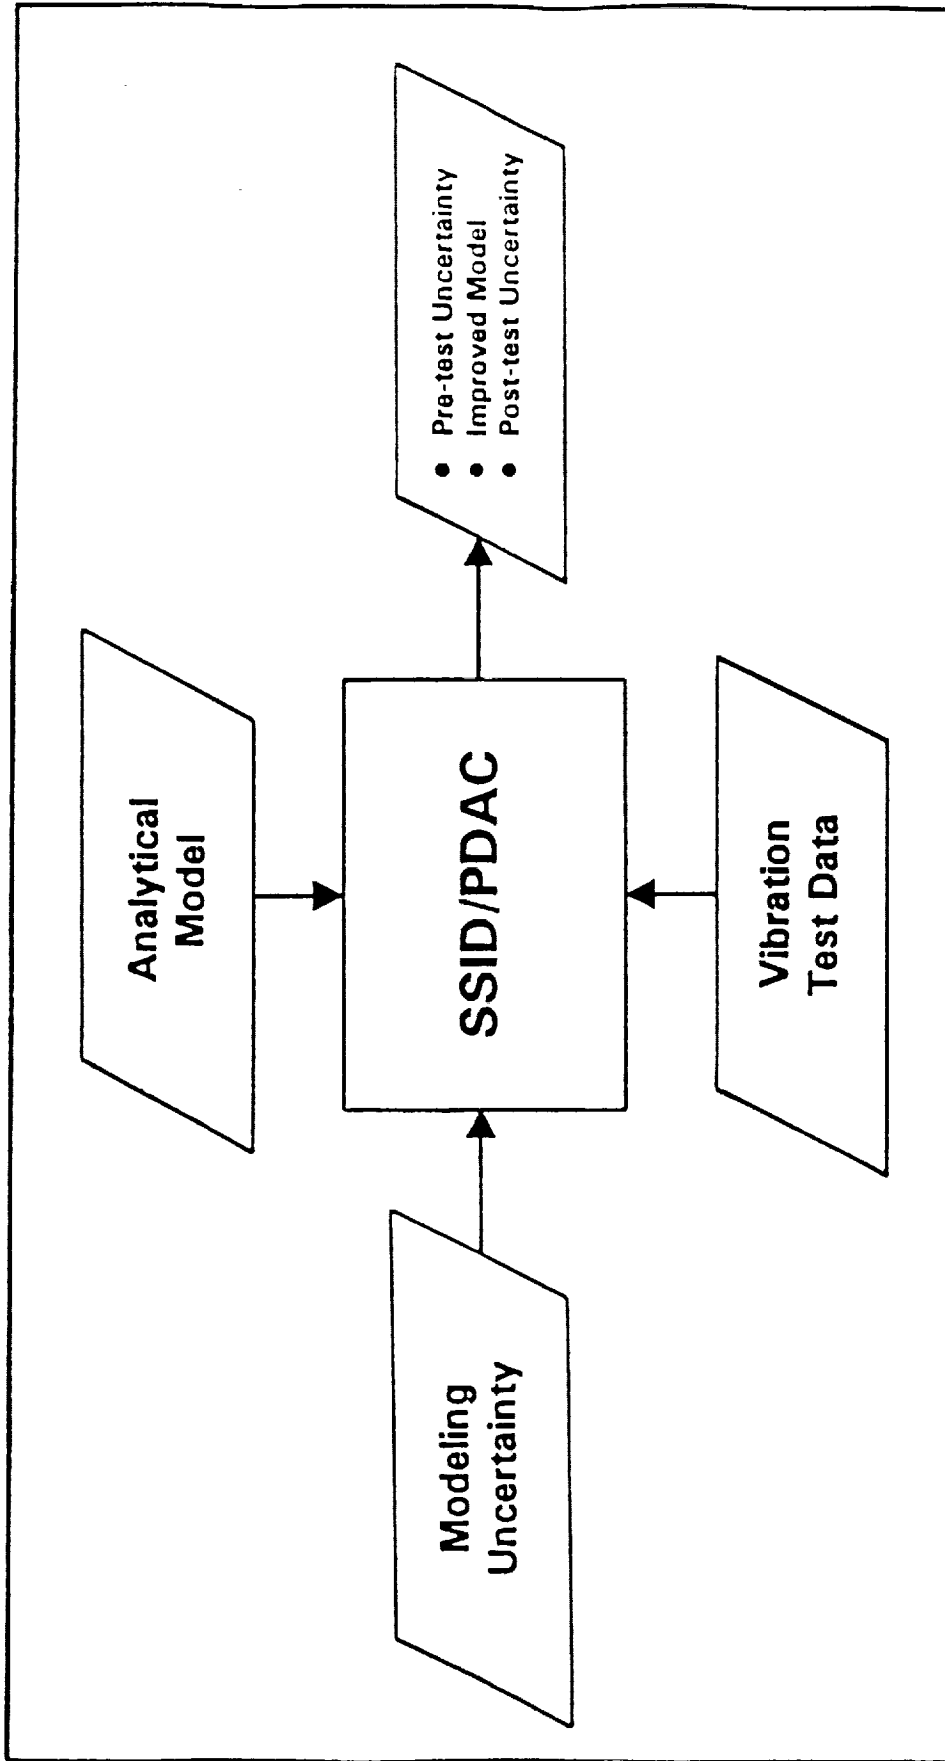 Analytical
Model
Modeling
Uncertainty
SSID/PDAC
● Pre-test Uncertainty
● Improved Model
● Post-test Uncertainty
Vibration
Test Data